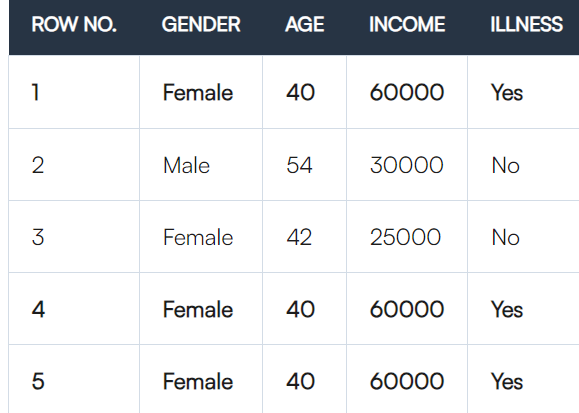 ROW NO. GENDER AGE INCOME ILLNESS
1 Female 40 60000 Yes
2 Male 54 30000 No
3 Female 42 25000 No
4 Female 40 60000 Yes
5 Female 40 60000 Yes